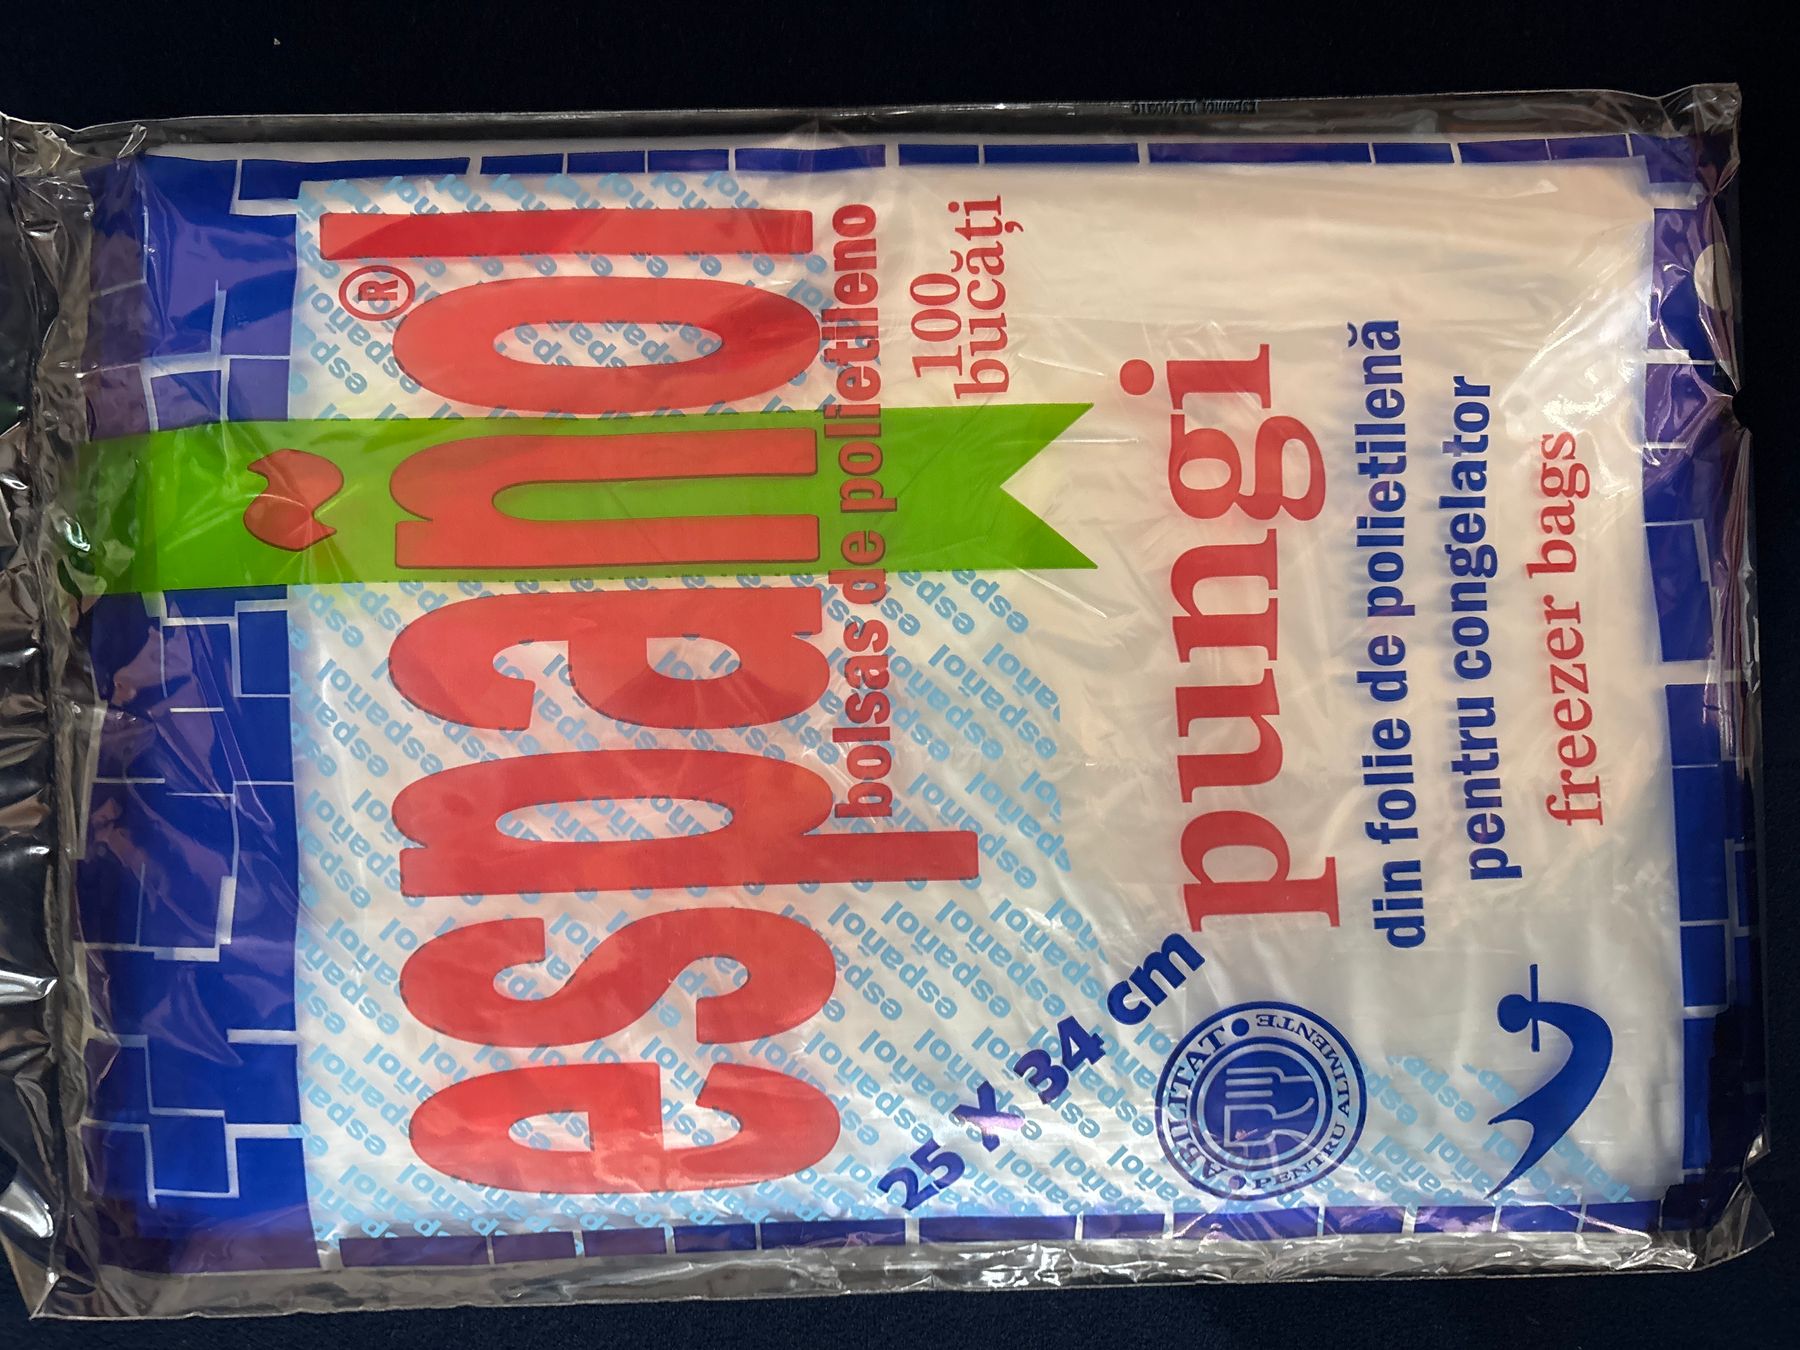 español®
bolsas de polietileno
100
bucăți
25 x 34 cm
pungi
din folie de polietilenă
pentru congelator
freezer bags
ABILITAT • PENTRU ALIMENTE •